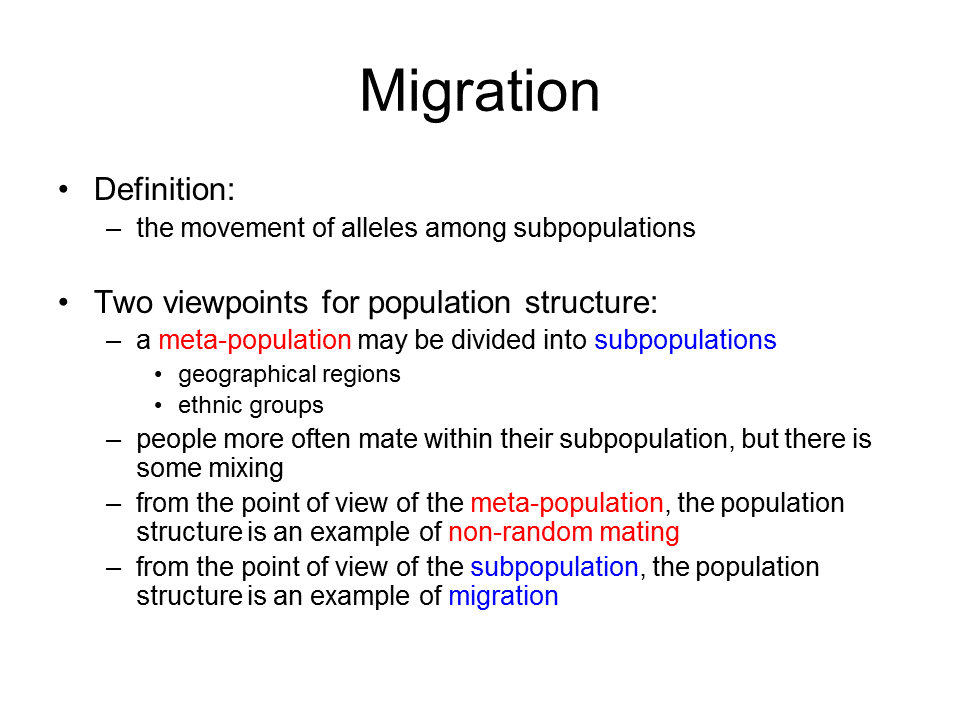 Migration
• Definition:
– the movement of alleles among subpopulations
• Two viewpoints for population structure:
– a meta-population may be divided into subpopulations
• geographical regions
• ethnic groups
– people more often mate within their subpopulation, but there is
some mixing
– from the point of view of the meta-population, the population
structure is an example of non-random mating
– from the point of view of the subpopulation, the population
structure is an example of migration